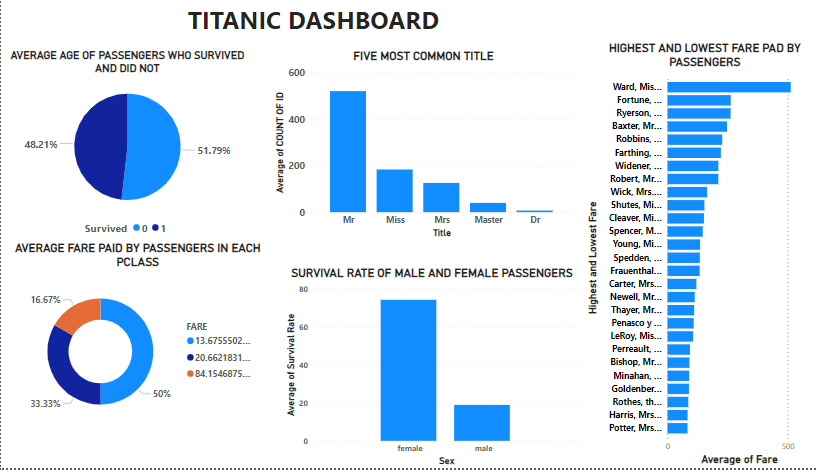 TITANIC DASHBOARD
AVERAGE AGE OF PASSENGERS WHO SURVIVED
AND DID NOT
48.21%
51.79%
Survived 0 1
AVERAGE FARE PAID BY PASSENGERS IN EACH
PCLASS
16.67%
33.33%
50%
FARE
13.6755502...
20.6621831...
84.1546875...
FIVE MOST COMMON TITLE
Average of COUNT OF ID
600
400
200
0
Mr Miss Mrs Master Dr
Title
SURVIVAL RATE OF MALE AND FEMALE PASSENGERS
Average of Survival Rate
80
60
40
20
0
female male
Sex
HIGHEST AND LOWEST FARE PAD BY
PASSENGERS
Highest and Lowest Fare
Ward, Mis...
Fortune, ...
Ryerson, ...
Baxter, Mr...
Robbins, ...
Farthing, ...
Widener, ...
Robert, Mr...
Wick, Mrs....
Shutes, Mi...
Cleaver, Mi...
Spencer, M...
Young, Mi...
Spedden, ...
Frauenthal...
Carter, Mrs...
Newell, Mr...
Thayer, Mr...
Penasco y ...
LeRoy, Mis...
Perreault, ...
Bishop, Mr...
Minahan, ...
Goldenber...
Rothes, th...
Harris, Mrs...
Potter, Mrs...
0 500
Average of Fare